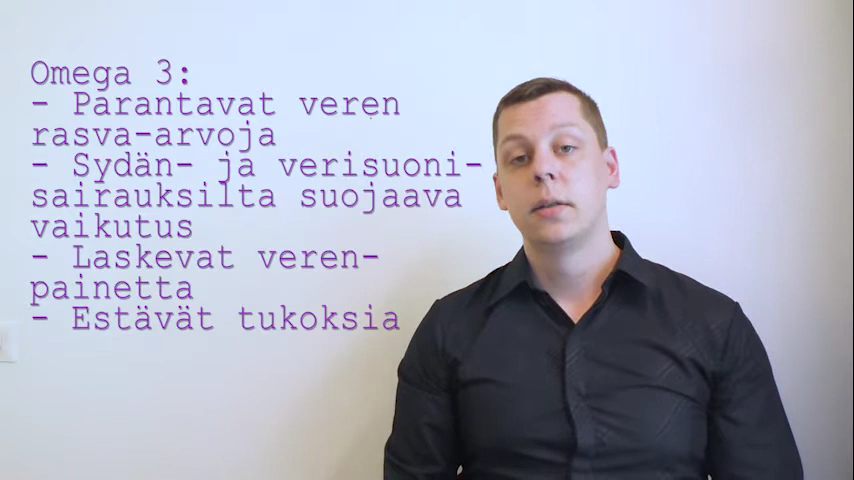 Omega 3:
- Parantavat veren
rasva-arvoja
- Sydän- ja verisuoni-
sairauksilta suojaava
vaikutus
- Laskevat veren-
painetta
- Estävät tukoksia